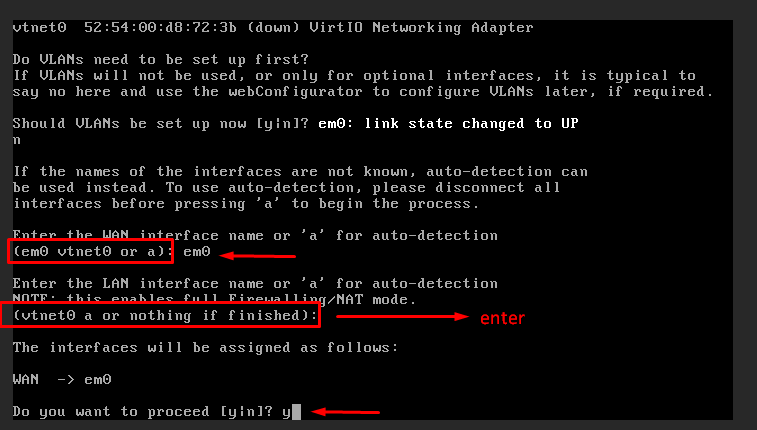 vtnet0 52:54:00:d8:72:3b (down) VirtIO Networking Adapter
Do VLANs need to be set up first?
If VLANs will not be used, or only for optional interfaces, it is typical to
say no here and use the webConfigurator to configure VLANs later, if required.
Should VLANs be set up now [y|n]? em0: link state changed to UP
n
If the names of the interfaces are not known, auto-detection can
be used instead. To use auto-detection, please disconnect all
interfaces before pressing 'a' to begin the process.
Enter the WAN interface name or 'a' for auto-detection
(em0 vtnet0 or a): em0
Enter the LAN interface name or 'a' for auto-detection
NOTE: this enables full Firewalling/NAT mode.
(vtnet0 a or nothing if finished): enter
The interfaces will be assigned as follows:
WAN -> em0
Do you want to proceed [y|n]? y